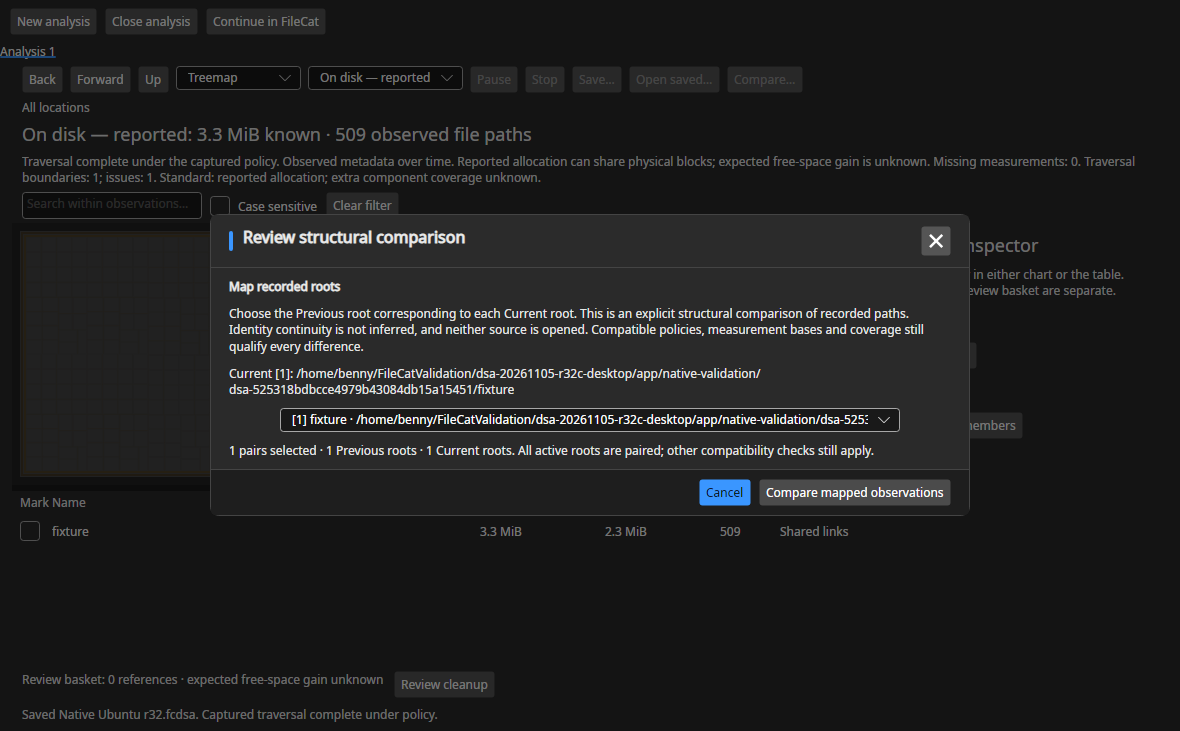 New analysis Close analysis Continue in FileCat
Analysis 1
Back Forward Up Treemap On disk — reported Pause Stop Save... Open saved... Compare...
All locations
On disk — reported: 3.3 MiB known · 509 observed file paths
Traversal complete under the captured policy. Observed metadata over time. Reported allocation can share physical blocks; expected free-space gain is unknown. Missing measurements: 0. Traversal
boundaries: 1; issues: 1. Standard: reported allocation; extra component coverage unknown.
Search within observations... Case sensitive Clear filter
Review structural comparison
nspector
in either chart or the table.
eview basket are separate.
Map recorded roots
Choose the Previous root corresponding to each Current root. This is an explicit structural comparison of recorded paths.
Identity continuity is not inferred, and neither source is opened. Compatible policies, measurement bases and coverage still
qualify every difference.
Current [1]: /home/benny/FileCatValidation/dsa-20261105-r32c-desktop/app/native-validation/
dsa-525318bdbcce4979b43084db15a15451/fixture
[1] fixture · /home/benny/FileCatValidation/dsa-20261105-r32c-desktop/app/native-validation/dsa-5253
embers
1 pairs selected · 1 Previous roots · 1 Current roots. All active roots are paired; other compatibility checks still apply.
Cancel Compare mapped observations
Mark Name
fixture 3.3 MiB 2.3 MiB 509 Shared links
Review basket: 0 references · expected free-space gain unknown Review cleanup
Saved Native Ubuntu r32.fcdsa. Captured traversal complete under policy.